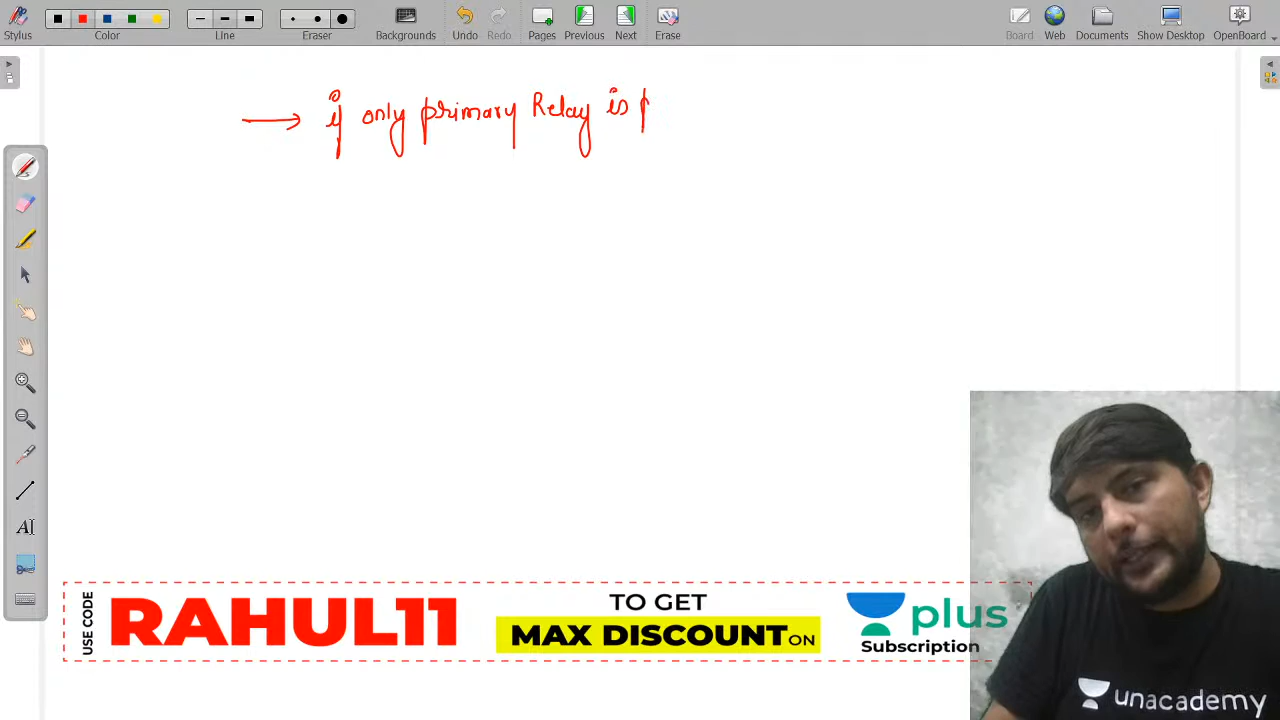 Stylus
Color
Line
Eraser
Backgrounds
Undo
Redo
Pages
Previous
Next
Erase
Board
Web
Documents
Show Desktop
OpenBoard
→ if only primary Relay is p
AI
USE CODE
RAHUL11
TO GET
MAX DISCOUNT ON
plus
Subscription
unacademy